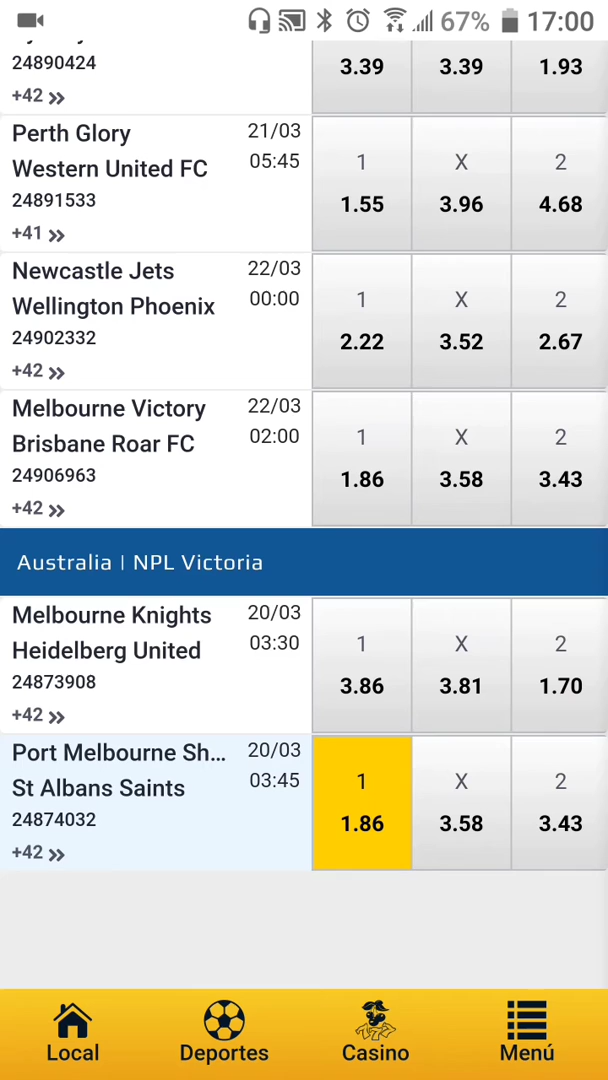 67% 17:00
24890424
+42 »
3.39 3.39 1.93
Perth Glory 21/03
Western United FC 05:45
24891533
+41 »
1 X 2
1.55 3.96 4.68
Newcastle Jets 22/03
Wellington Phoenix 00:00
24902332
+42 »
1 X 2
2.22 3.52 2.67
Melbourne Victory 22/03
Brisbane Roar FC 02:00
24906963
+42 »
1 X 2
1.86 3.58 3.43
Australia | NPL Victoria
Melbourne Knights 20/03
Heidelberg United 03:30
24873908
+42 »
1 X 2
3.86 3.81 1.70
Port Melbourne Sh... 20/03
St Albans Saints 03:45
24874032
+42 »
1 X 2
1.86 3.58 3.43
Local Deportes Casino Menú